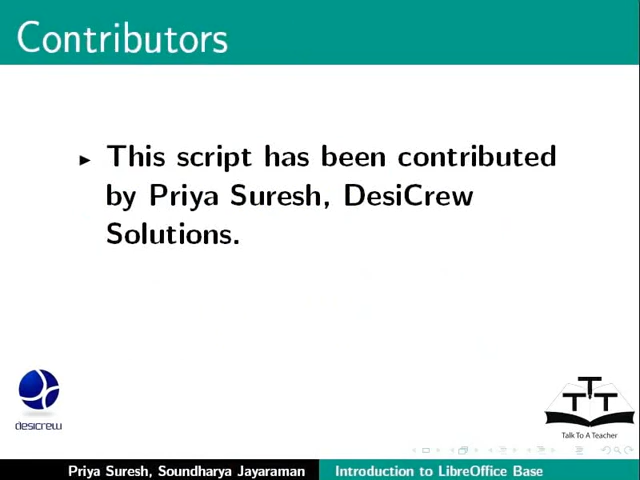 Contributors
This script has been contributed
by Priya Suresh, DesiCrew
Solutions.
desicrew
TTT
Talk To A Teacher
Priya Suresh, Soundharya Jayaraman
Introduction to LibreOffice Base